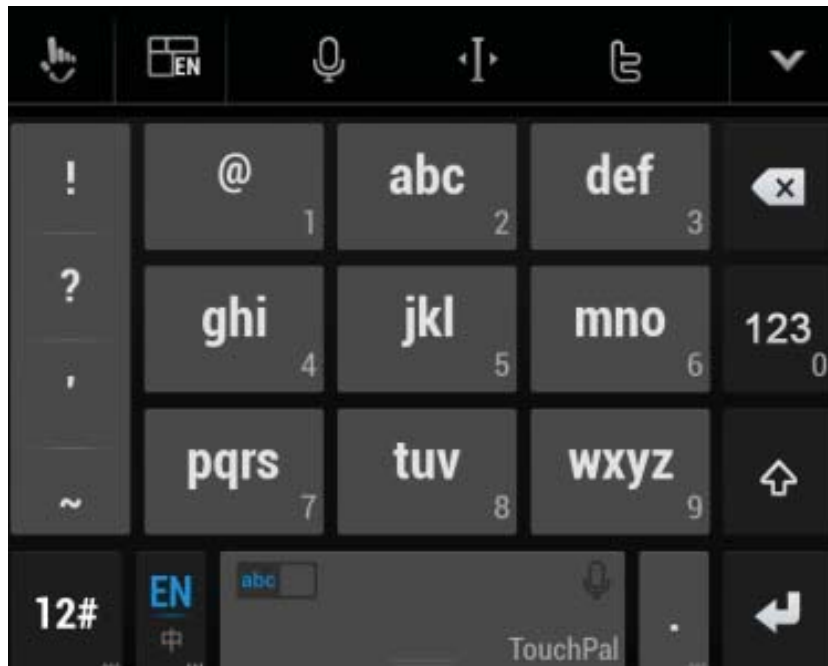 EN
! @ 1 abc 2 def 3
? ghi 4 jkl 5 mno 6 123 0
, pqrs 7 tuv 8 wxyz 9
~
12# EN 中 abc TouchPal .